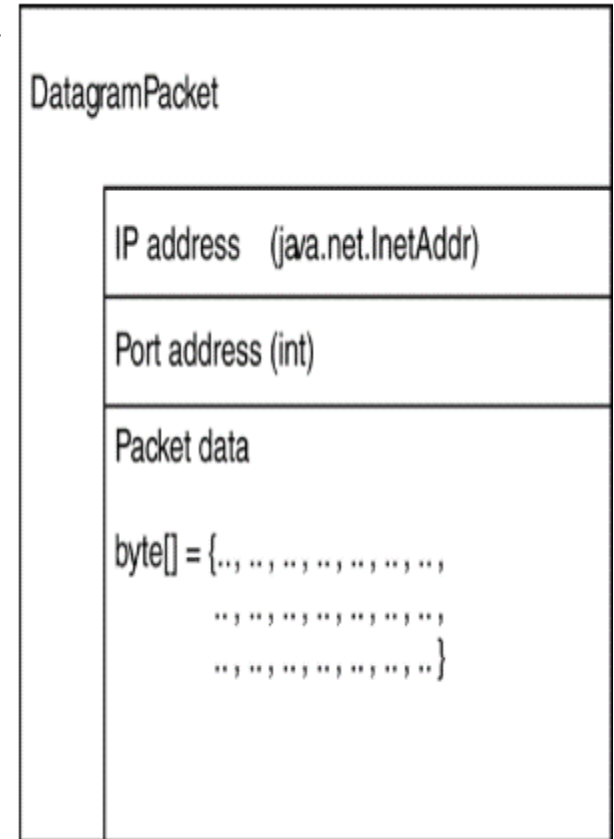 DatagramPacket
IP address (java.net.InetAddr)
Port address (int)
Packet data
byte[] = {.., .., .., .., .., .., ..,
.., .., .., .., .., .., ..,
.., .., .., .., .., .., ..}